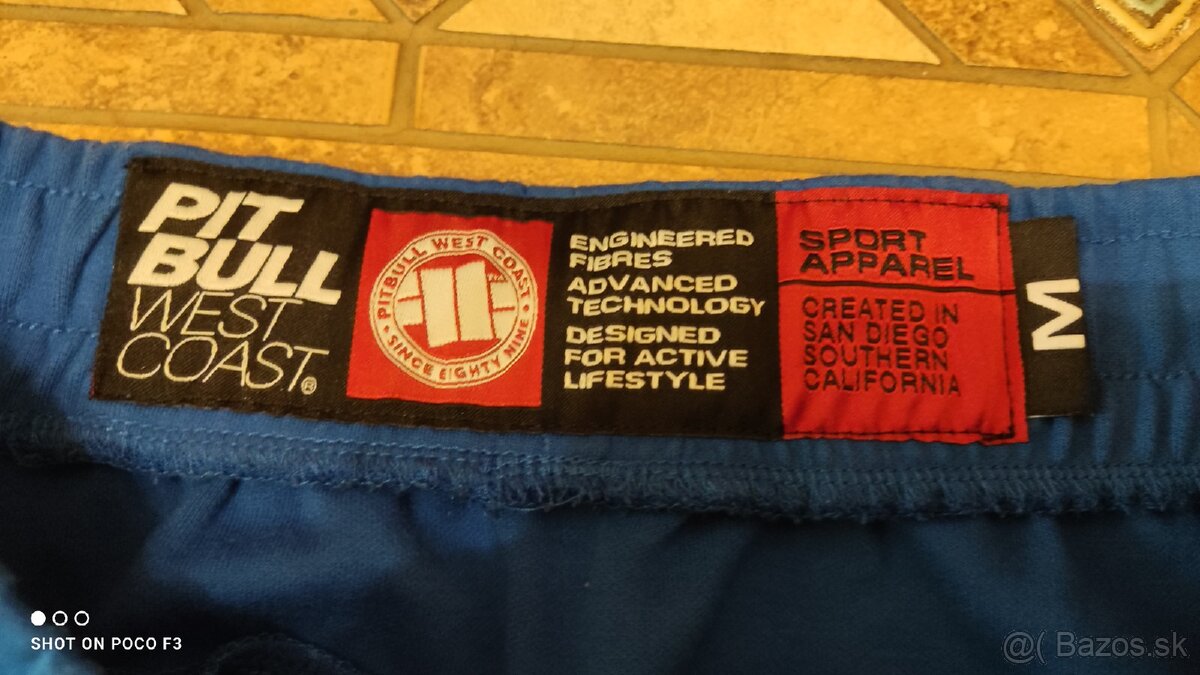 PIT
BULL
WEST
COAST®
PITBULL WEST COAST
• SINCE EIGHTY NINE •
ENGINEERED
FIBRES
ADVANCED
TECHNOLOGY
DESIGNED
FOR ACTIVE
LIFESTYLE
SPORT
APPAREL
CREATED IN
SAN DIEGO
SOUTHERN
CALIFORNIA
M
SHOT ON POCO F3
@( Bazos.sk